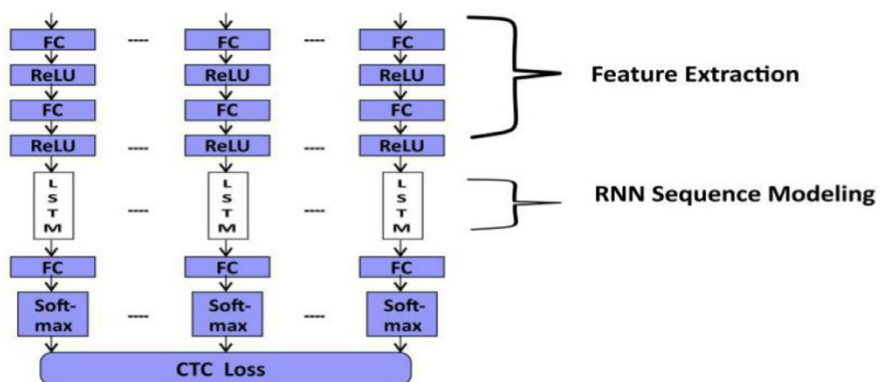 FC ---- FC ---- FC
ReLU ReLU ReLU
Feature Extraction
FC FC FC
ReLU ---- ReLU ---- ReLU
L S T M ---- L S T M ---- L S T M
RNN Sequence Modeling
FC FC FC
Soft- ---- Soft- ---- Soft-
max max max
CTC Loss